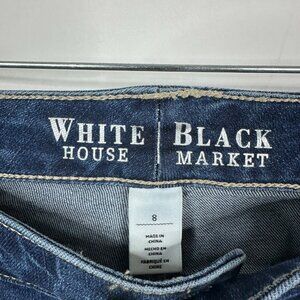 WHITE BLACK
HOUSE MARKET
8
MADE IN
CHINA
HECHO EN
CHINA
FABRIQUÉ EN
CHINE